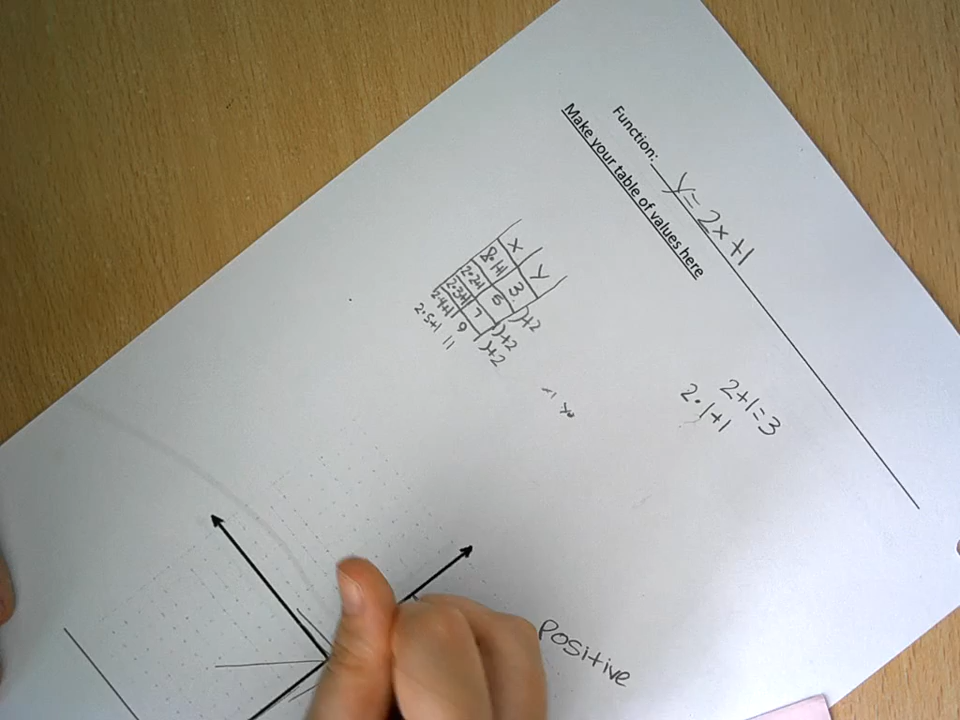 Function: y=2x+1
Make your table of values here
X Y
2·1+1 3
2·2+1 5
2·3+1 7
2·4+1 9
2·5+1 11
)+2
)+2
)+2
2+1=3
2·1+1
Positive